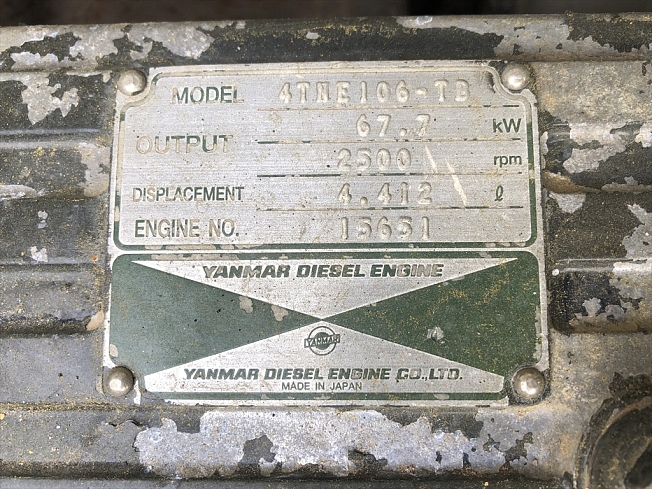 MODEL 4TNE106-TB
OUTPUT 67.7 kW
2500 rpm
DISPLACEMENT 4.412 ℓ
ENGINE NO. 15651
YANMAR DIESEL ENGINE
YANMAR
YANMAR DIESEL ENGINE CO.,LTD.
MADE IN JAPAN